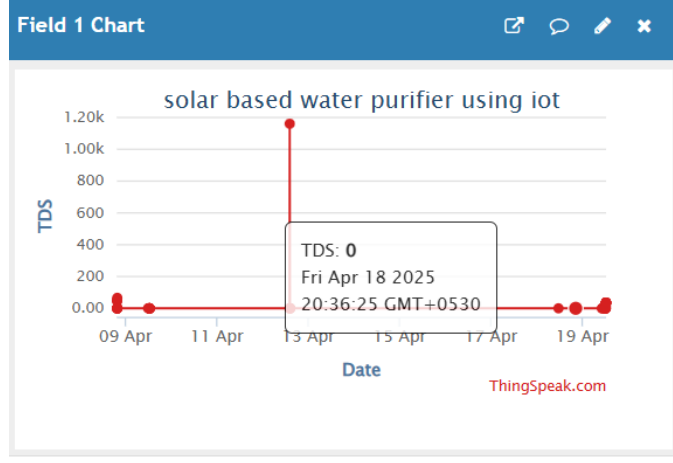 Field 1 Chart
solar based water purifier using iot
1.20k
1.00k
800
600
400
200
0.00
TDS
TDS: 0
Fri Apr 18 2025
20:36:25 GMT+0530
09 Apr 11 Apr 13 Apr 15 Apr 17 Apr 19 Apr
Date
ThingSpeak.com